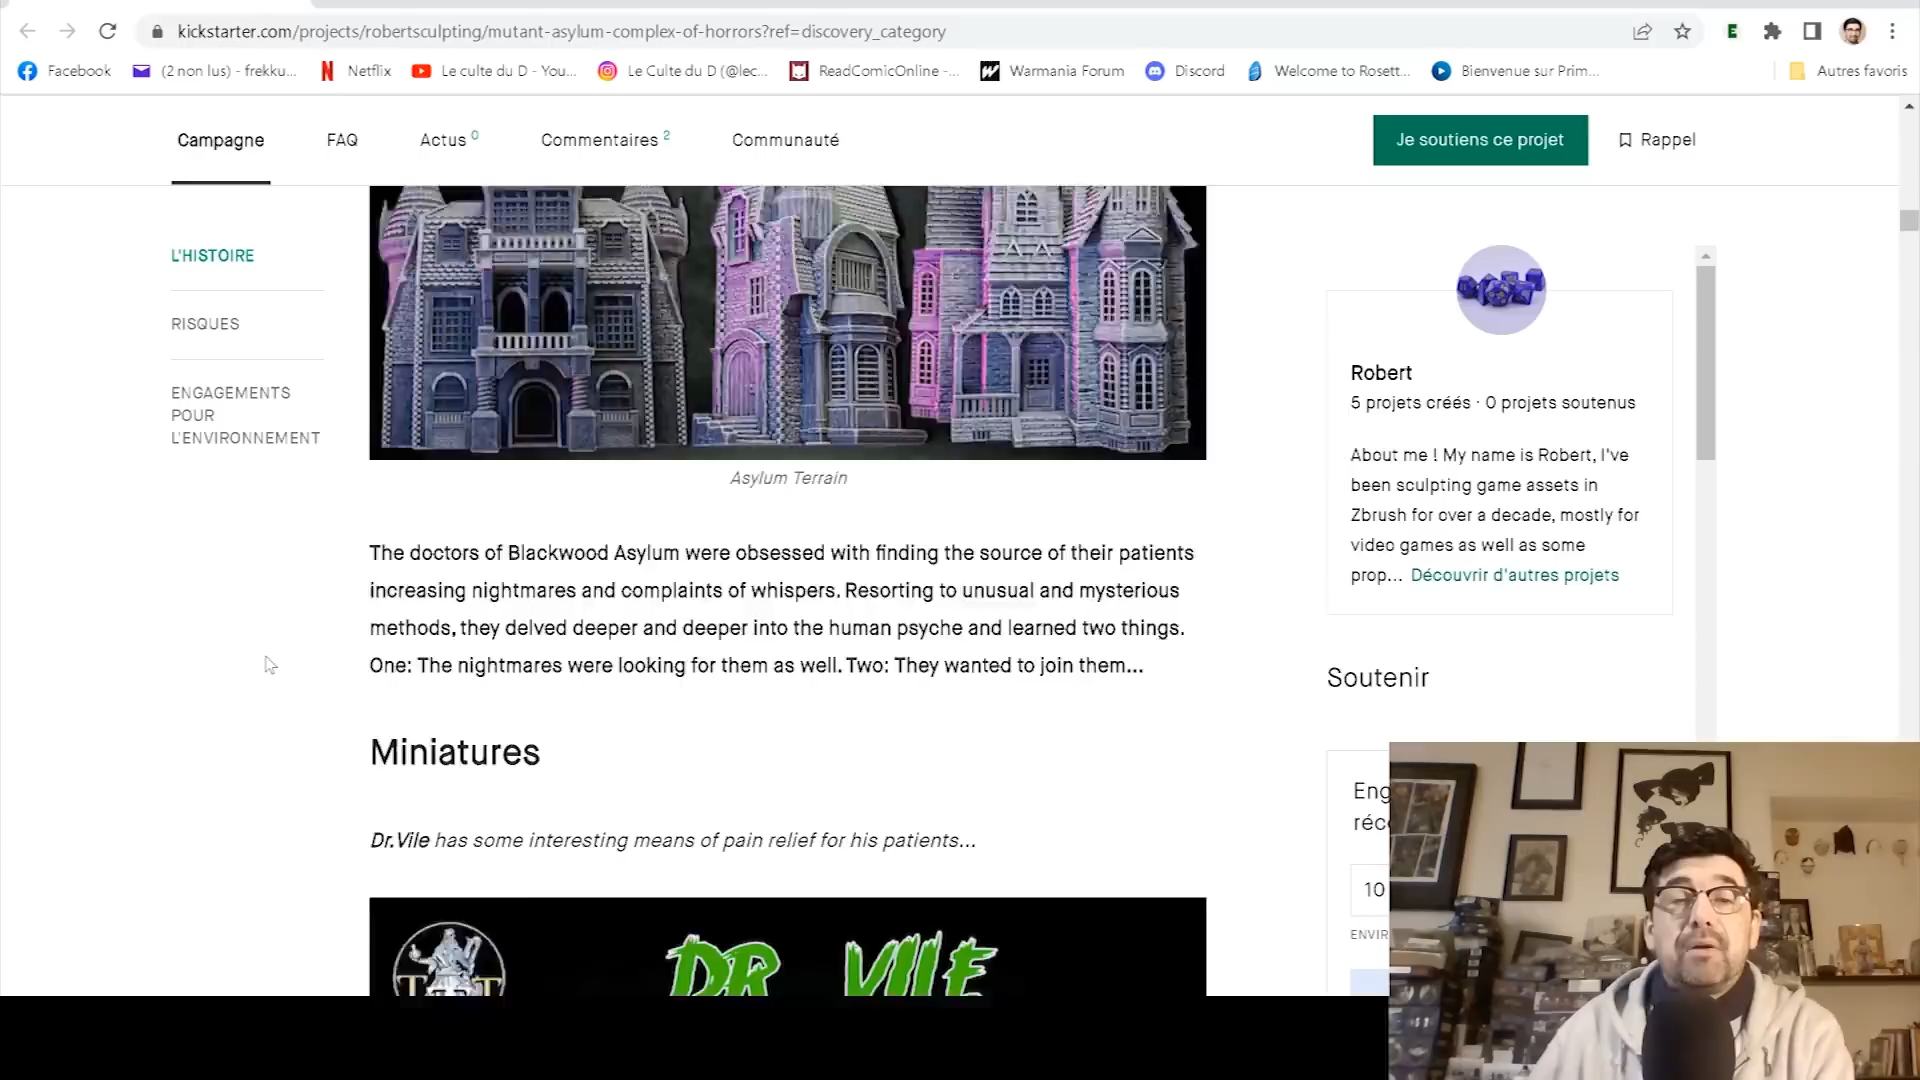 kickstarter.com/projects/robertsculpting/mutant-asylum-complex-of-horrors?ref=discovery_category
Facebook
(2 non lus) - frekku...
Netflix
Le culte du D - You...
Le Culte du D (@lec...
ReadComicOnline -...
Warmania Forum
Discord
Welcome to Rosett...
Bienvenue sur Prim...
Autres favoris
Campagne
FAQ
Actus 0
Commentaires 2
Communauté
Je soutiens ce projet
Rappel
L'HISTOIRE
RISQUES
ENGAGEMENTS
POUR
L'ENVIRONNEMENT
Asylum Terrain
The doctors of Blackwood Asylum were obsessed with finding the source of their patients
increasing nightmares and complaints of whispers. Resorting to unusual and mysterious
methods, they delved deeper and deeper into the human psyche and learned two things.
One: The nightmares were looking for them as well. Two: They wanted to join them...
Miniatures
Dr.Vile has some interesting means of pain relief for his patients...
DR VILE
Robert
5 projets créés · 0 projets soutenus
About me ! My name is Robert, I've
been sculpting game assets in
Zbrush for over a decade, mostly for
video games as well as some
prop... Découvrir d'autres projets
Soutenir
Eng
réc
10
ENVIR